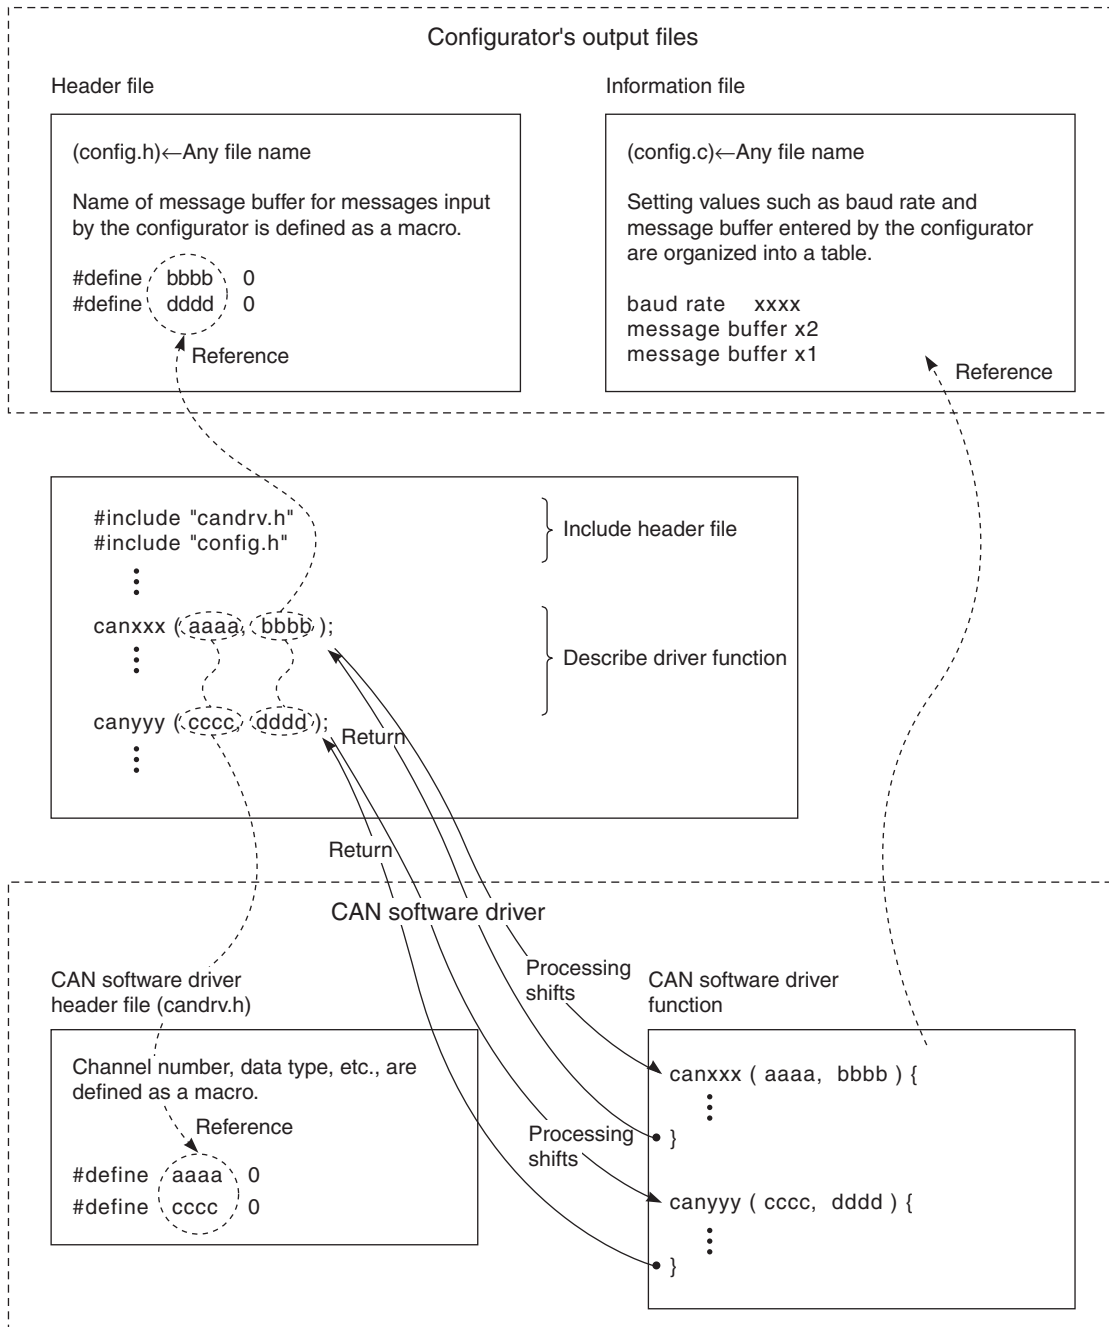 Configurator's output files
Header file
(config.h)←Any file name
Name of message buffer for messages input
by the configurator is defined as a macro.
#define bbbb 0
#define dddd 0
Reference
Information file
(config.c)←Any file name
Setting values such as baud rate and
message buffer entered by the configurator
are organized into a table.
baud rate xxxx
message buffer x2
message buffer x1
Reference
#include "candrv.h"
#include "config.h"
Include header file
canxxx ( aaaa, bbbb );
Describe driver function
canyyy ( cccc, dddd );
Return
Return
CAN software driver
CAN software driver
header file (candrv.h)
Channel number, data type, etc., are
defined as a macro.
Reference
#define aaaa 0
#define cccc 0
Processing
shifts
Processing
shifts
CAN software driver
function
canxxx ( aaaa, bbbb ) {
}
canyyy ( cccc, dddd ) {
}